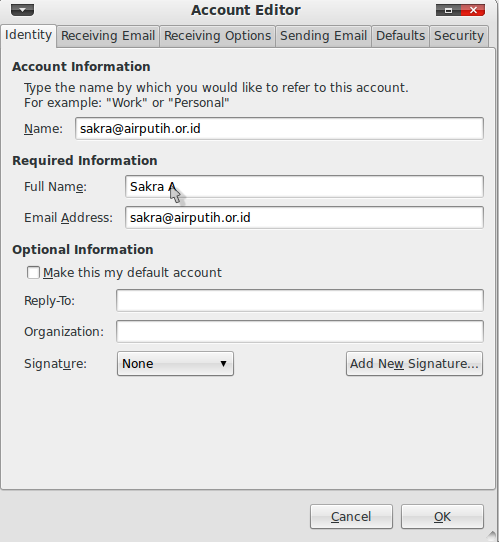 Account Editor
Identity Receiving Email Receiving Options Sending Email Defaults Security
Account Information
Type the name by which you would like to refer to this account.
For example: "Work" or "Personal"
Name: sakra@airputih.or.id
Required Information
Full Name: Sakra A
Email Address: sakra@airputih.or.id
Optional Information
Make this my default account
Reply-To:
Organization:
Signature: None Add New Signature...
Cancel OK